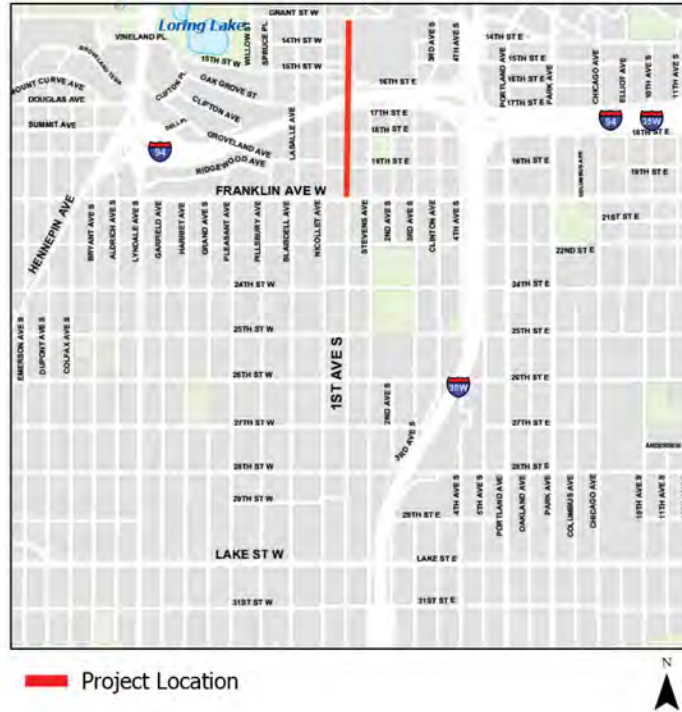 GRANT ST W
Loring Lake
VINELAND PL
WILLOW ST
SPRUCE PL
14TH ST W
3RD AVE S
4TH AVE S
14TH ST E
15TH ST W
15TH ST W
15TH ST E
MOUNT CURVE AVE
CLIFTON PL
OAK GROVE ST
16TH ST E
PORTLAND AVE
16TH ST E
PARK AVE
CHICAGO AVE
ELLIOT AVE
10TH AVE S
11TH AVE S
DOUGLAS AVE
CLIFTON AVE
17TH ST E
17TH ST E
SUMMIT AVE
DELL PL
18TH ST E
94
35W
18TH ST E
GROVELAND AVE
LASALLE AVE
94
RIDGEWOOD AVE
19TH ST E
19TH ST E
19TH ST E
COLUMBUS AVE
FRANKLIN AVE W
HENNEPIN AVE
BRYANT AVE S
ALDRICH AVE S
LYNDALE AVE S
GARFIELD AVE
HARRIET AVE
GRAND AVE S
PLEASANT AVE
PILLSBURY AVE
BLAISDELL AVE
NICOLLET AVE
STEVENS AVE
2ND AVE S
3RD AVE S
CLINTON AVE
4TH AVE S
21ST ST E
22ND ST E
24TH ST W
24TH ST E
EMERSON AVE S
DUPONT AVE S
COLFAX AVE S
25TH ST W
25TH ST E
1ST AVE S
26TH ST W
26TH ST E
35W
2ND AVE S
3RD AVE S
27TH ST W
27TH ST E
ANDERSEN
28TH ST W
28TH ST E
4TH AVE S
5TH AVE S
PORTLAND AVE
OAKLAND AVE
PARK AVE
COLUMBUS AVE
CHICAGO AVE
10TH AVE S
11TH AVE S
29TH ST W
29TH ST E
LAKE ST W
LAKE ST E
31ST ST W
31ST ST E
Project Location
N